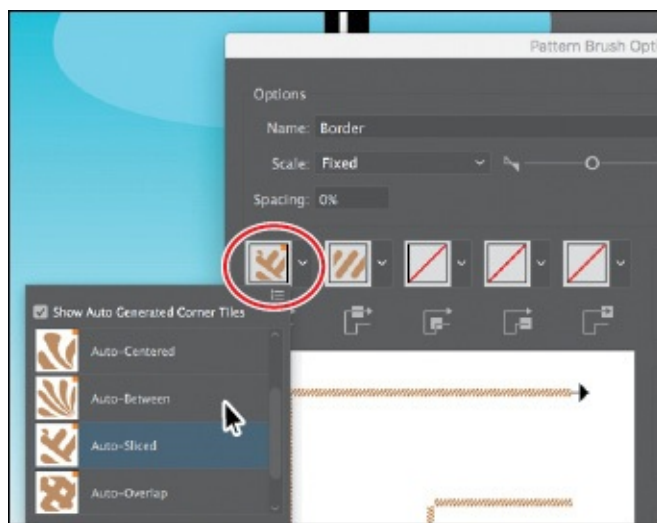 Pattern Brush Opti
Options
Name: Border
Scale: Fixed
Spacing: 0%
Show Auto Generated Corner Tiles
Auto-Centered
Auto-Between
Auto-Sliced
Auto-Overlap